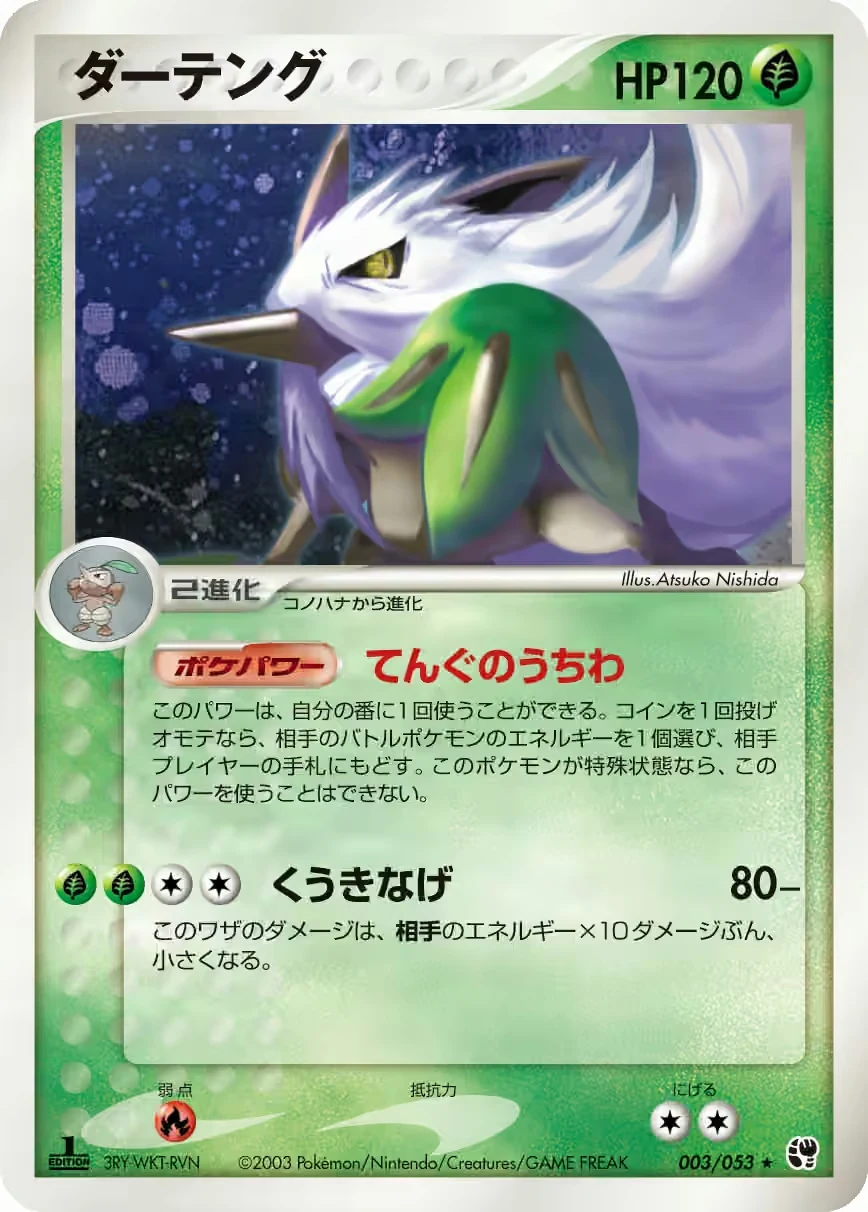 ダーテング
HP120
Illus.Atsuko Nishida
2進化
コノハナから進化
ポケパワー てんぐのうちわ
このパワーは、自分の番に1回使うことができる。コインを1回投げ
オモテなら、相手のバトルポケモンのエネルギーを1個選び、相手
プレイヤーの手札にもどす。このポケモンが特殊状態なら、この
パワーを使うことはできない。
くうきなげ 80−
このワザのダメージは、相手のエネルギー×10ダメージぶん、
小さくなる。
弱点 抵抗力 にげる
1 EDITION 3RY-WKT-RVN ©2003 Pokémon/Nintendo/Creatures/GAME FREAK 003/053 ★